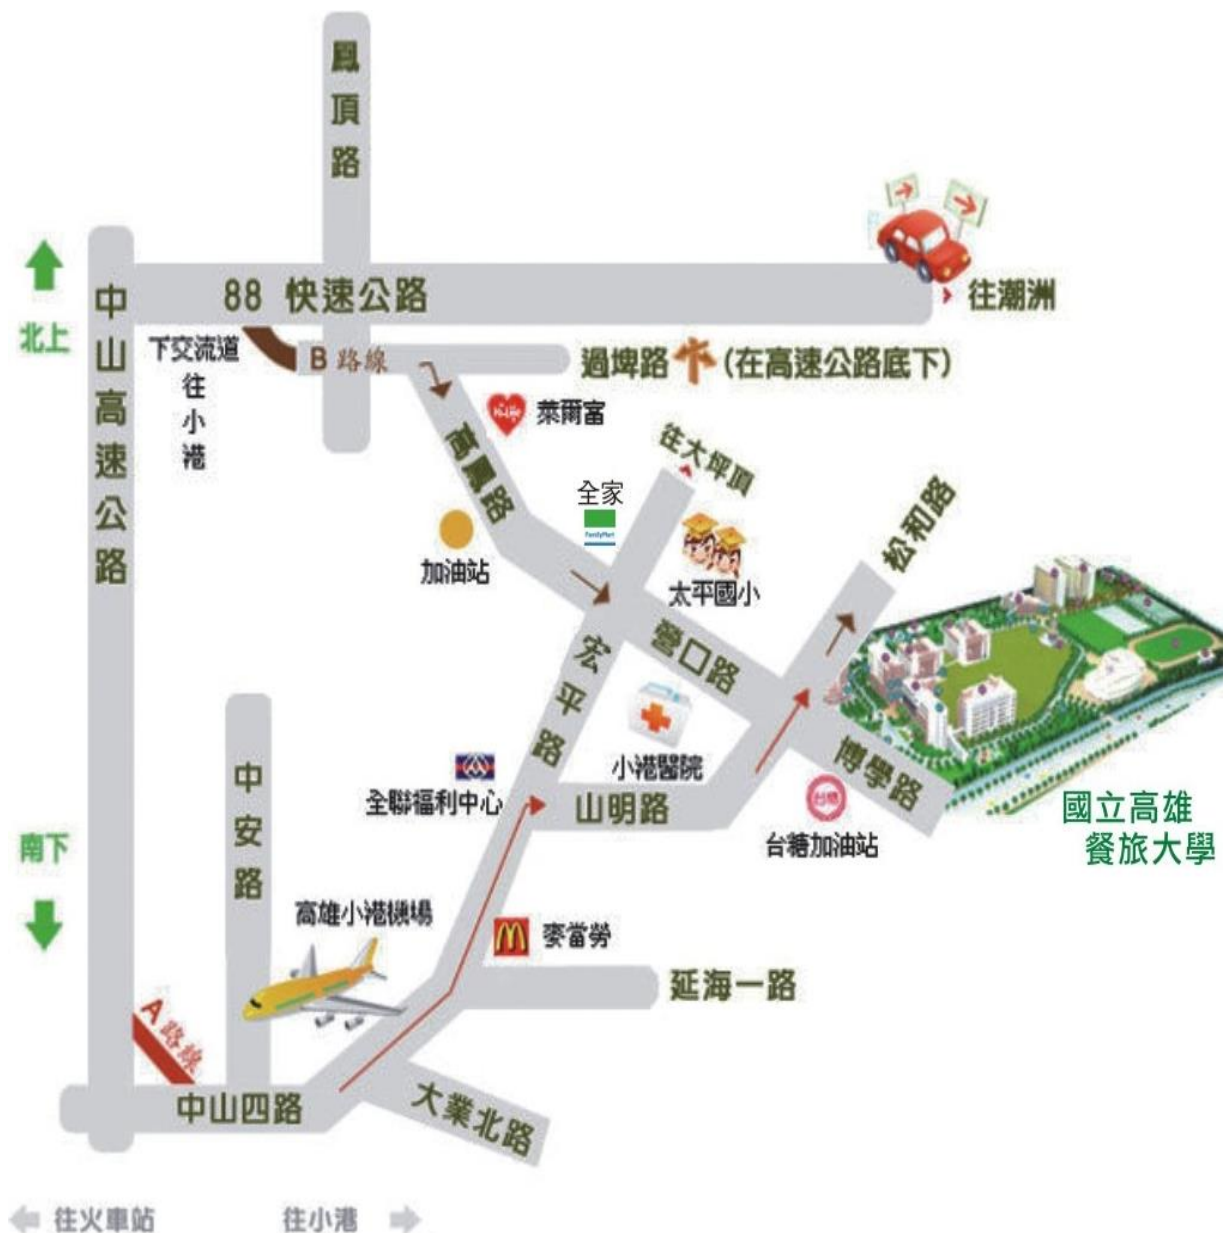 鳳頂路
中山高速公路
北上
88 快速公路
往潮洲
下交流道
往小港
B 路線
過埤路
(在高速公路底下)
萊爾富
高鳳路
往大坪頂
全家
FamilyMart
加油站
太平國小
松和路
宏平路
營口路
小港醫院
全聯福利中心
山明路
博學路
台糖
台糖加油站
國立高雄
餐旅大學
中安路
南下
高雄小港機場
麥當勞
延海一路
A 路線
中山四路
大業北路
往火車站
往小港